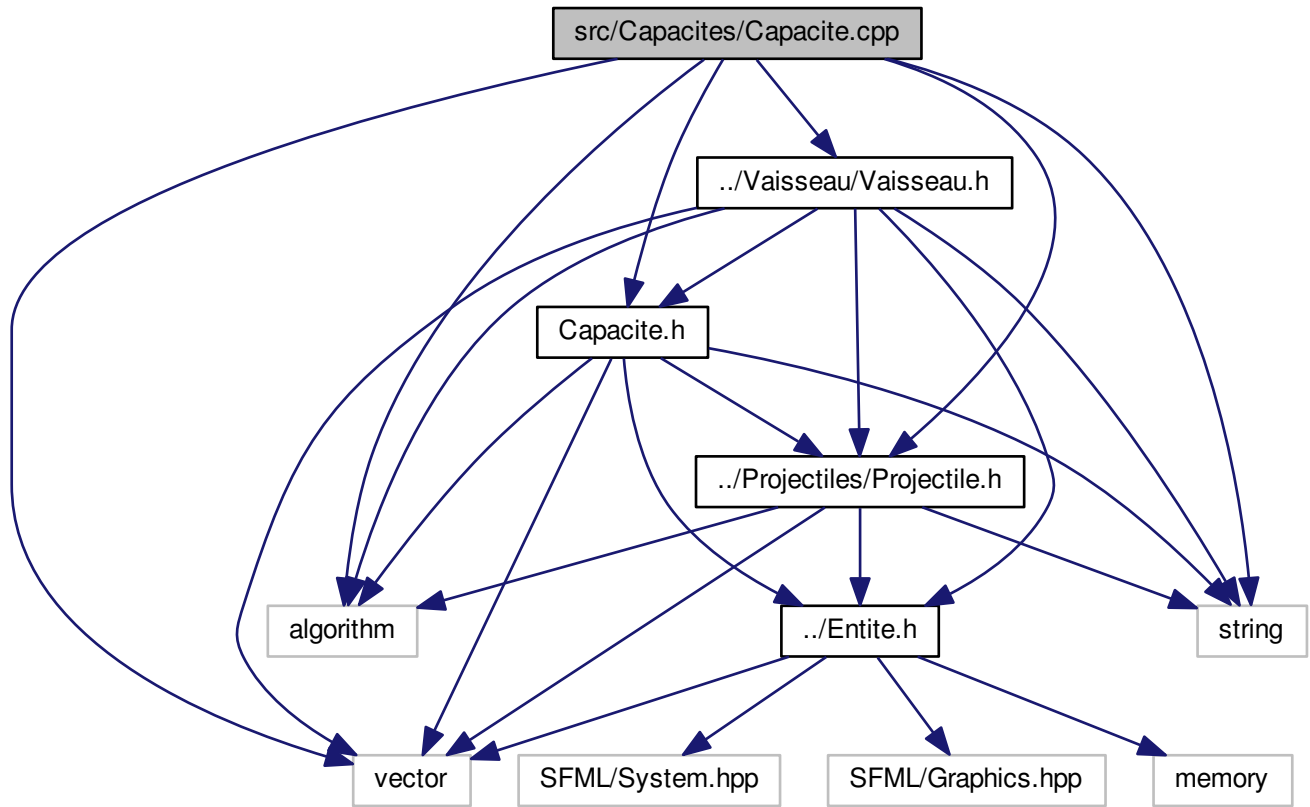 src/Capacites/Capacite.cpp
../Vaisseau/Vaisseau.h
Capacite.h
../Projectiles/Projectile.h
algorithm
../Entite.h
string
vector
SFML/System.hpp
SFML/Graphics.hpp
memory